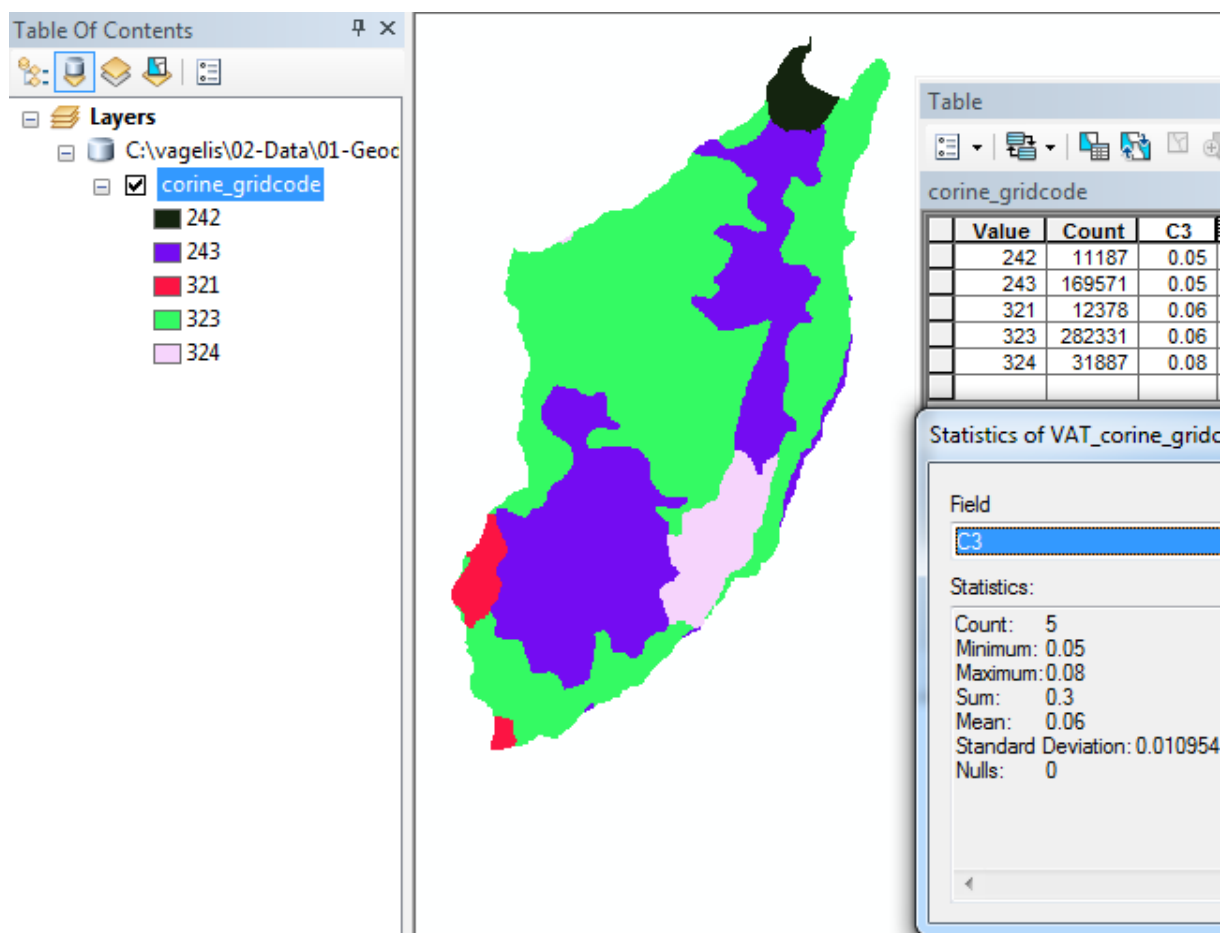 Table Of Contents
Layers
C:\vagelis\02-Data\01-Geod
corine_gridcode
242
243
321
323
324
Table
corine_gridcode
Value Count C3
242 11187 0.05
243 169571 0.05
321 12378 0.06
323 282331 0.06
324 31887 0.08
Statistics of VAT_corine_gridc
Field
C3
Statistics:
Count: 5
Minimum: 0.05
Maximum: 0.08
Sum: 0.3
Mean: 0.06
Standard Deviation: 0.010954
Nulls: 0